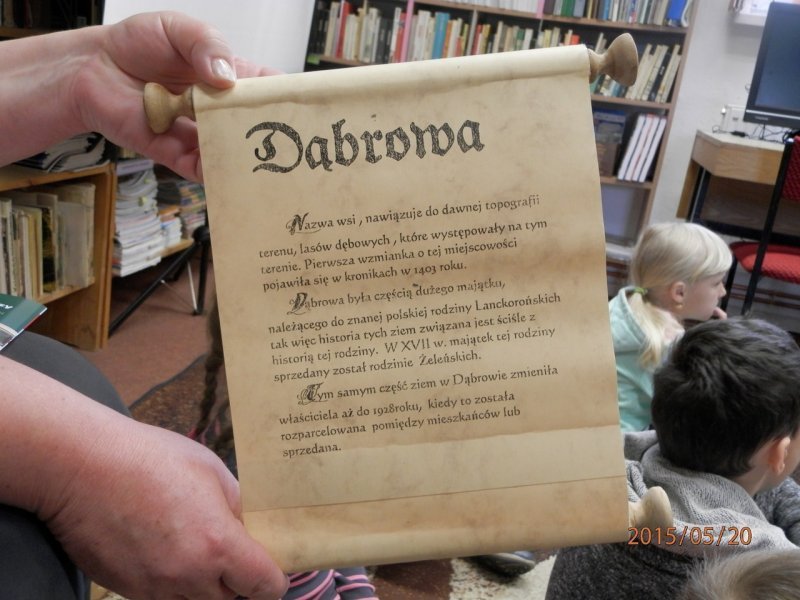 Dąbrowa
Nazwa wsi , nawiązuje do dawnej topografii
terenu, lasów dębowych , które występowały na tym
terenie. Pierwsza wzmianka o tej miejscowości
pojawiła się w kronikach w 1403 roku.
Dąbrowa była częścią dużego majątku,
należącego do znanej polskiej rodziny Lanckorońskich
tak więc historia tych ziem związana jest ściśle z
historią tej rodziny. W XVII w. majątek tej rodziny
sprzedany został rodzinie Żeleńskich.
Tym samym część ziem w Dąbrowie zmieniła
właściciela aż do 1928roku, kiedy to została
rozparcelowana pomiędzy mieszkańców lub
sprzedana.
2015/05/20